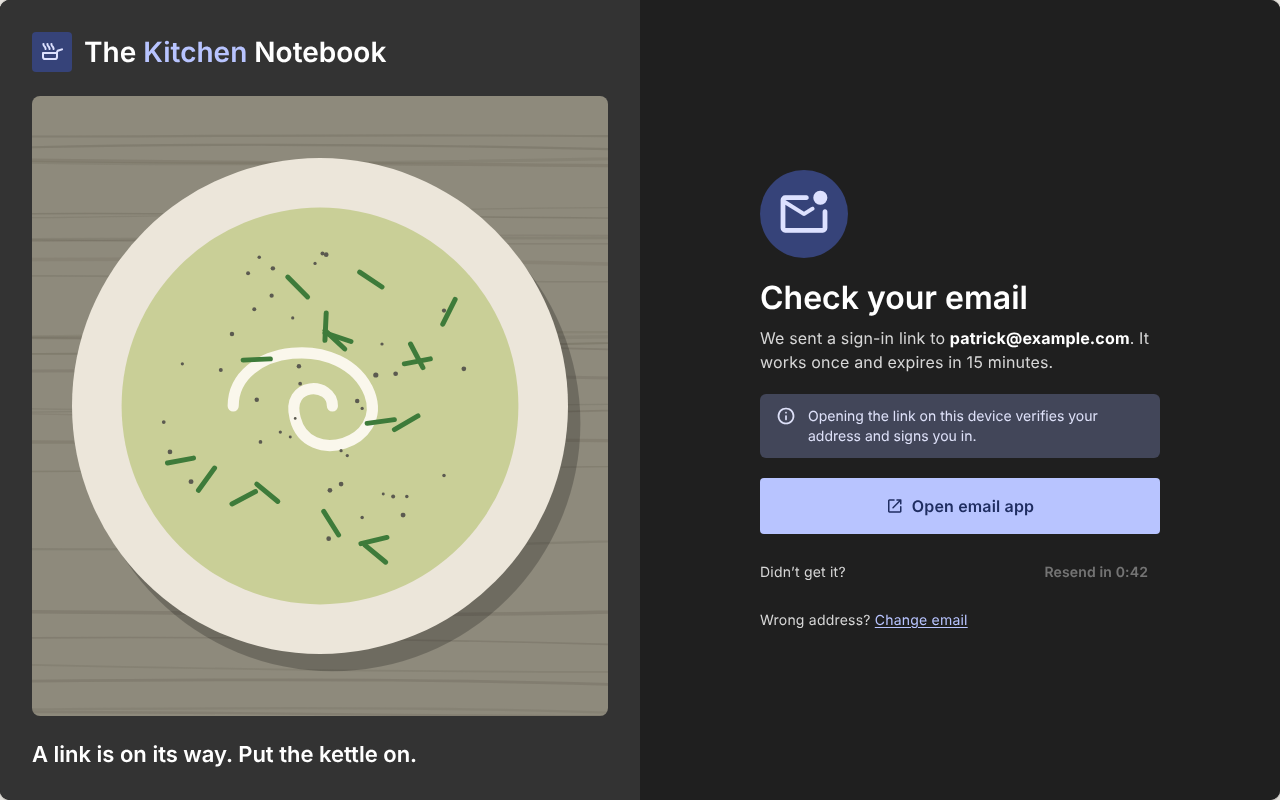 The Kitchen Notebook
A link is on its way. Put the kettle on.
Check your email
We sent a sign-in link to patrick@example.com. It
works once and expires in 15 minutes.
Opening the link on this device verifies your
address and signs you in.
Open email app
Didn’t get it?
Resend in 0:42
Wrong address? Change email